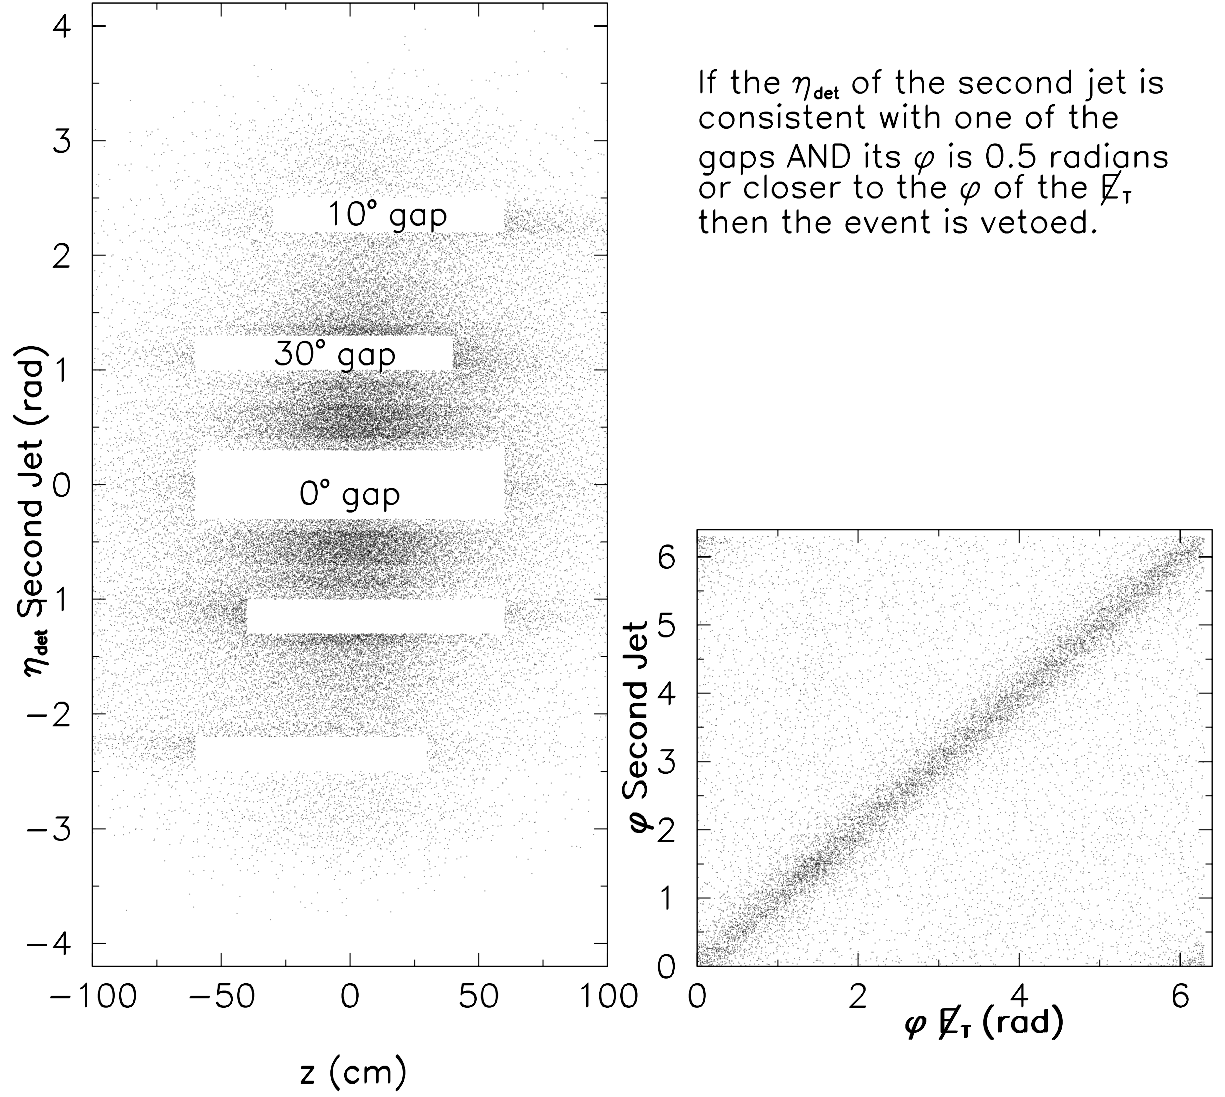 4
3
2
1
0
−1
−2
−3
−4
η_det Second Jet (rad)
10° gap
30° gap
0° gap
−100 −50 0 50 100
z (cm)
If the η_det of the second jet is
consistent with one of the
gaps AND its φ is 0.5 radians
or closer to the φ of the E̸_T
then the event is vetoed.
6
5
4
3
2
1
0
φ Second Jet
0 2 4 6
φ E̸_T (rad)